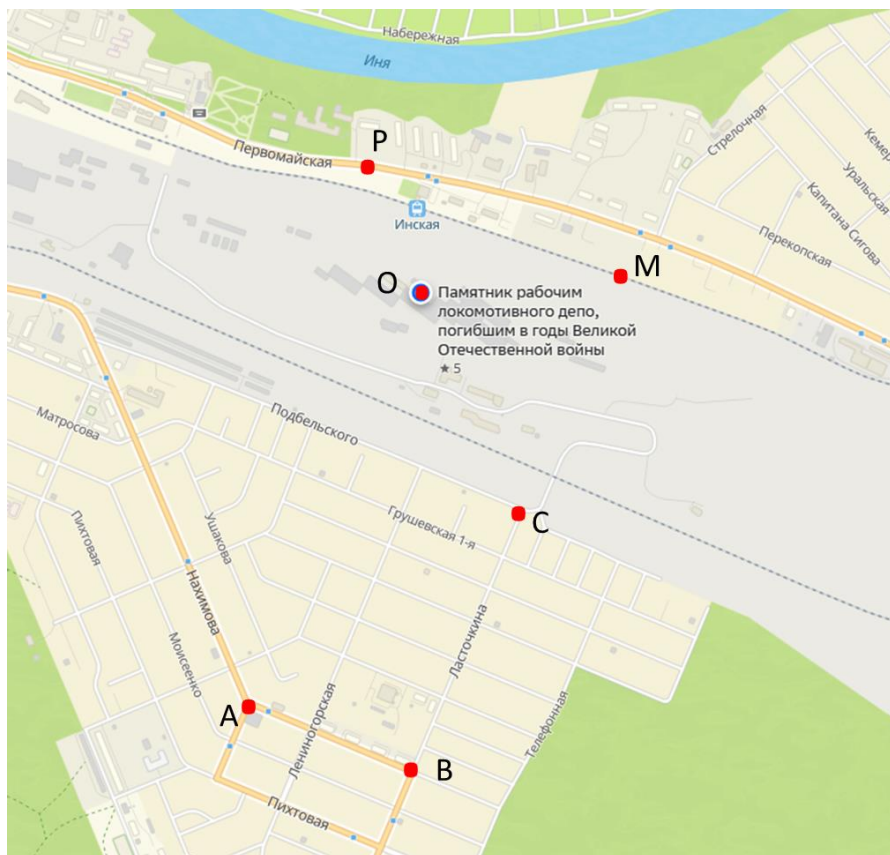 Набережная
Иня
Стрелочная
Кемер
Уральская
Капитана Сигова
Перекопская
P
Первомайская
Инская
M
O
Памятник рабочим
локомотивного депо,
погибшим в годы Великой
Отечественной войны
★ 5
Матросова
Подбельского
C
Грушевская 1-я
Пихтовая
Ушакова
Нахимова
Моисеенко
Ласточкина
Лениногорская
Телефонная
A
B
Пихтовая